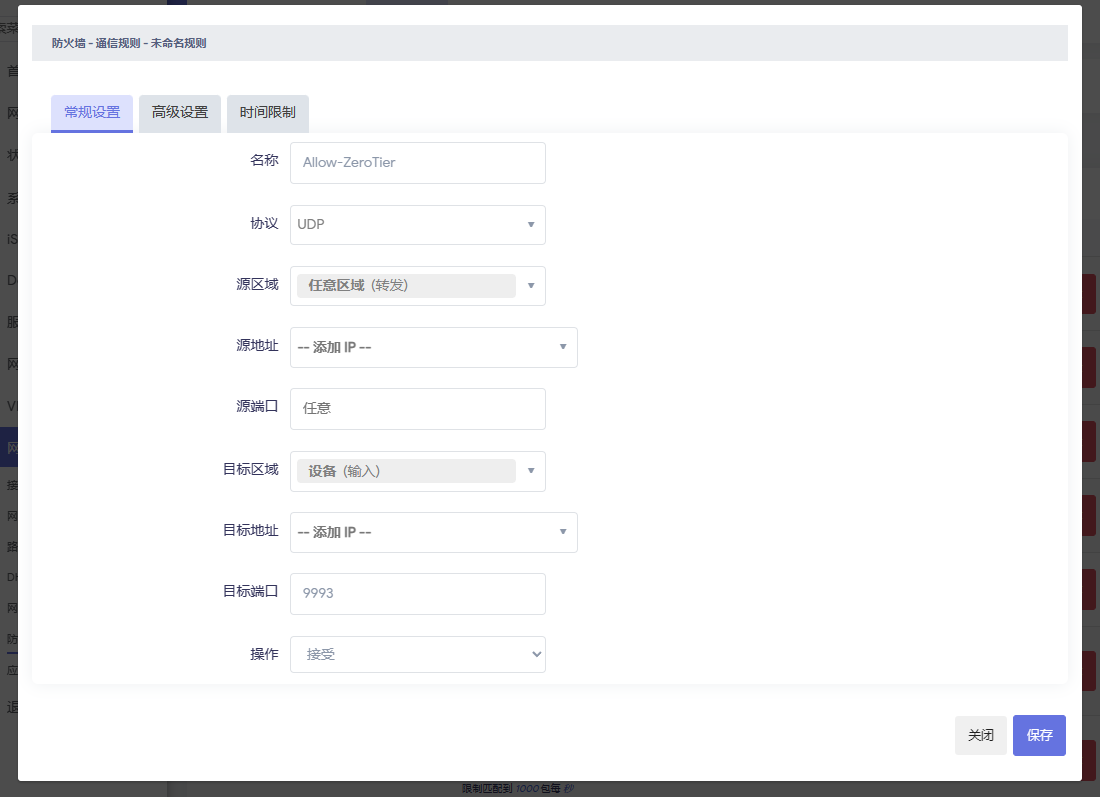 防火墙 - 通信规则 - 未命名规则
常规设置 高级设置 时间限制
名称 Allow-ZeroTier
协议 UDP
源区域 任意区域 (转发)
源地址 -- 添加 IP --
源端口 任意
目标区域 设备 (输入)
目标地址 -- 添加 IP --
目标端口 9993
操作 接受
关闭 保存
限制匹配到 1000 包每 秒